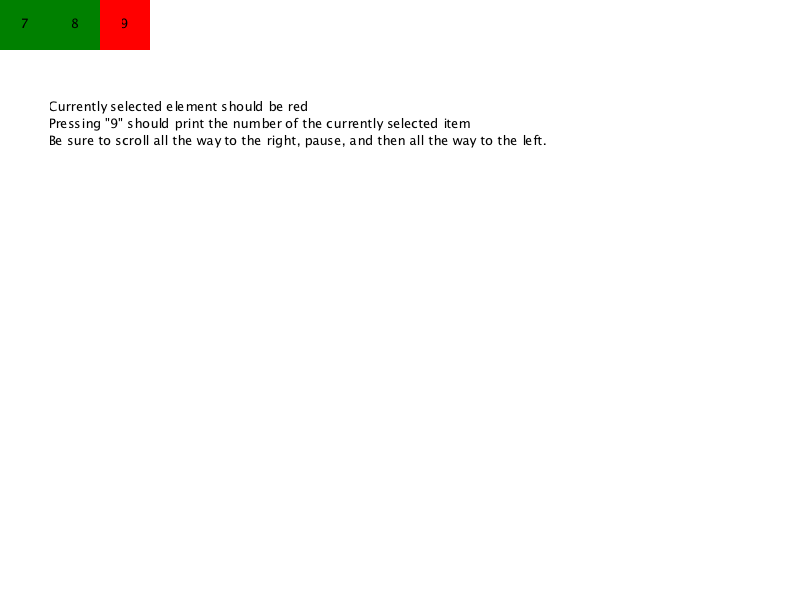 7 8 9
Currently selected element should be red
Pressing "9" should print the number of the currently selected item
Be sure to scroll all the way to the right, pause, and then all the way to the left.